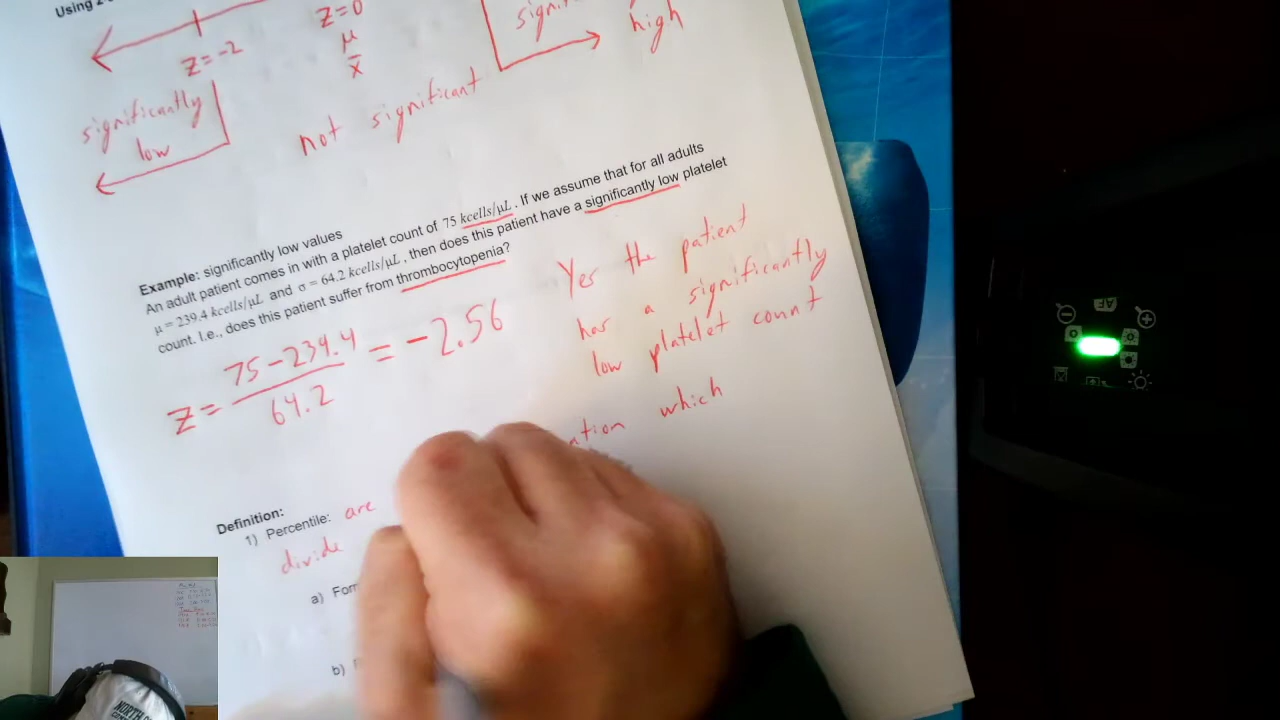 Using
z=-2
z=0
μ
x̄
signi
high
significantly
low
not significant
Example: significantly low values
An adult patient comes in with a platelet count of 75 kcells/μL. If we assume that for all adults
μ = 239.4 kcells/μL and σ = 64.2 kcells/μL, then does this patient have a significantly low platelet
count. I.e., does this patient suffer from thrombocytopenia?
z = (75-239.4)/64.2 = -2.56
Yes the patient
has a significantly
low platelet count
Definition:
1) Percentile: are
which
divide
a)
b)
NORTH